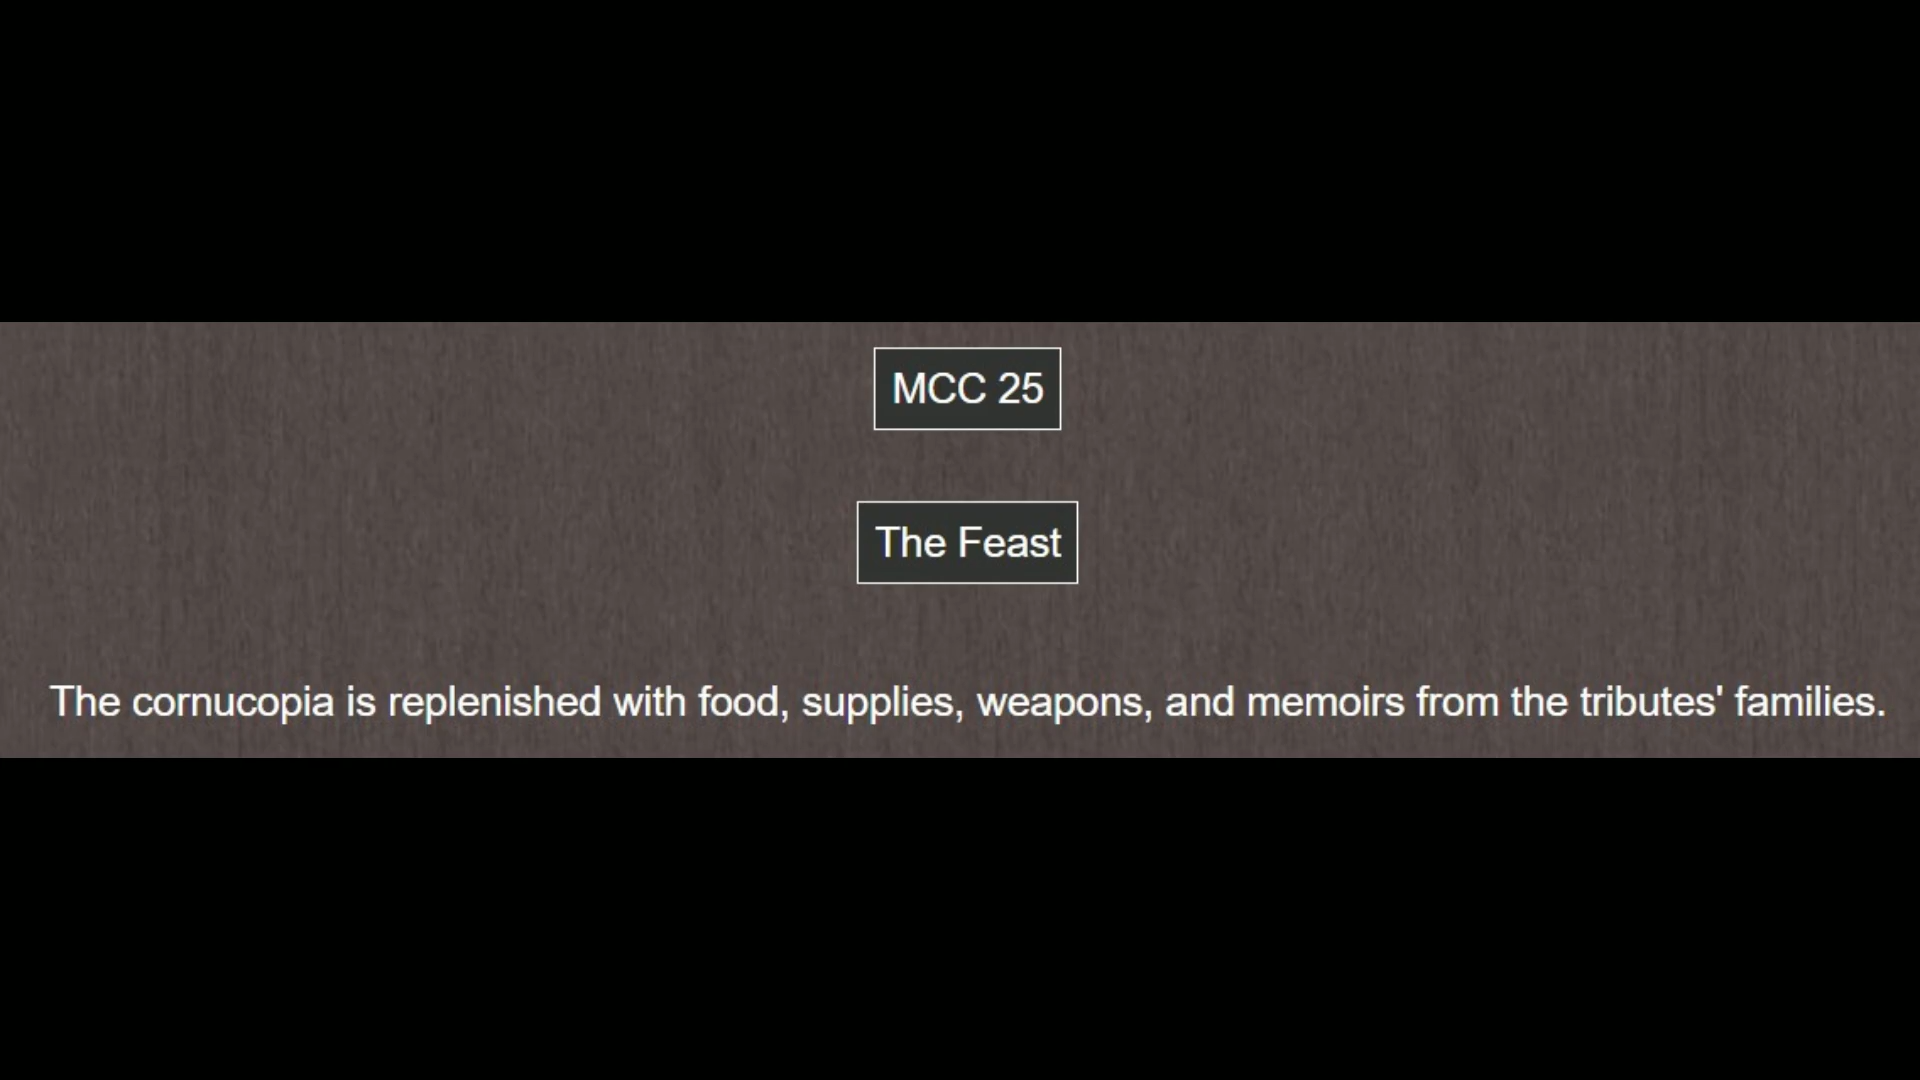 MCC 25
The Feast
The cornucopia is replenished with food, supplies, weapons, and memoirs from the tributes' families.